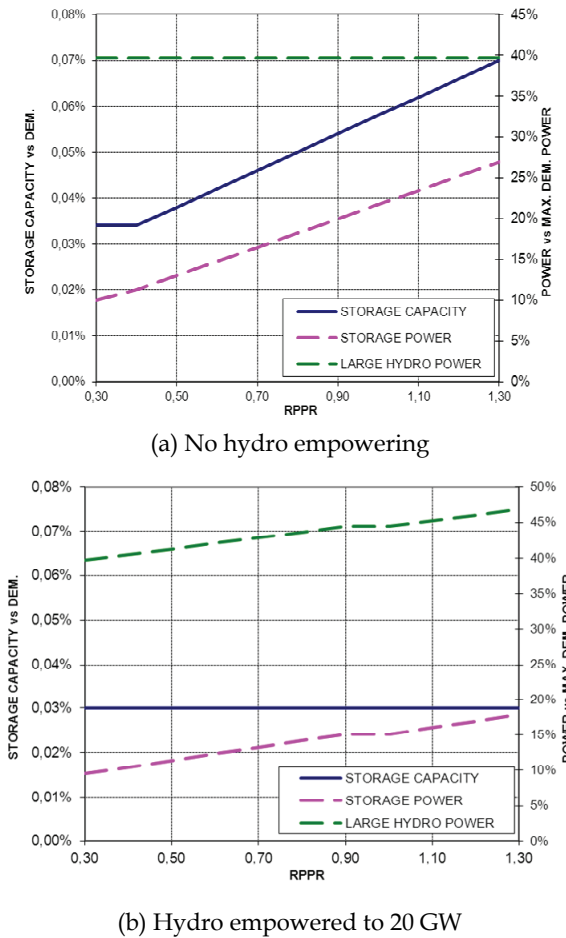 0,08%
0,07%
0,06%
0,05%
0,04%
0,03%
0,02%
0,01%
0,00%
STORAGE CAPACITY vs DEM.
45%
40%
35%
30%
25%
20%
15%
10%
5%
0%
POWER vs MAX. DEM. POWER
STORAGE CAPACITY
STORAGE POWER
LARGE HYDRO POWER
0,30 0,50 0,70 0,90 1,10 1,30
RPPR
(a) No hydro empowering
0,08%
0,07%
0,06%
0,05%
0,04%
0,03%
0,02%
0,01%
0,00%
STORAGE CAPACITY vs DEM.
50%
45%
40%
35%
30%
25%
20%
15%
10%
5%
0%
POWER vs MAX. DEM. POWER
STORAGE CAPACITY
STORAGE POWER
LARGE HYDRO POWER
0,30 0,50 0,70 0,90 1,10 1,30
RPPR
(b) Hydro empowered to 20 GW